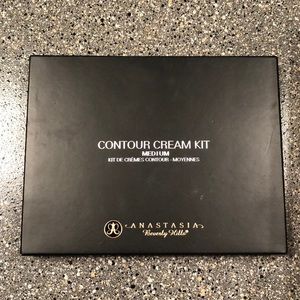 CONTOUR CREAM KIT
MEDIUM
KIT DE CRÈMES CONTOUR - MOYENNES
ANASTASIA
Beverly Hills®